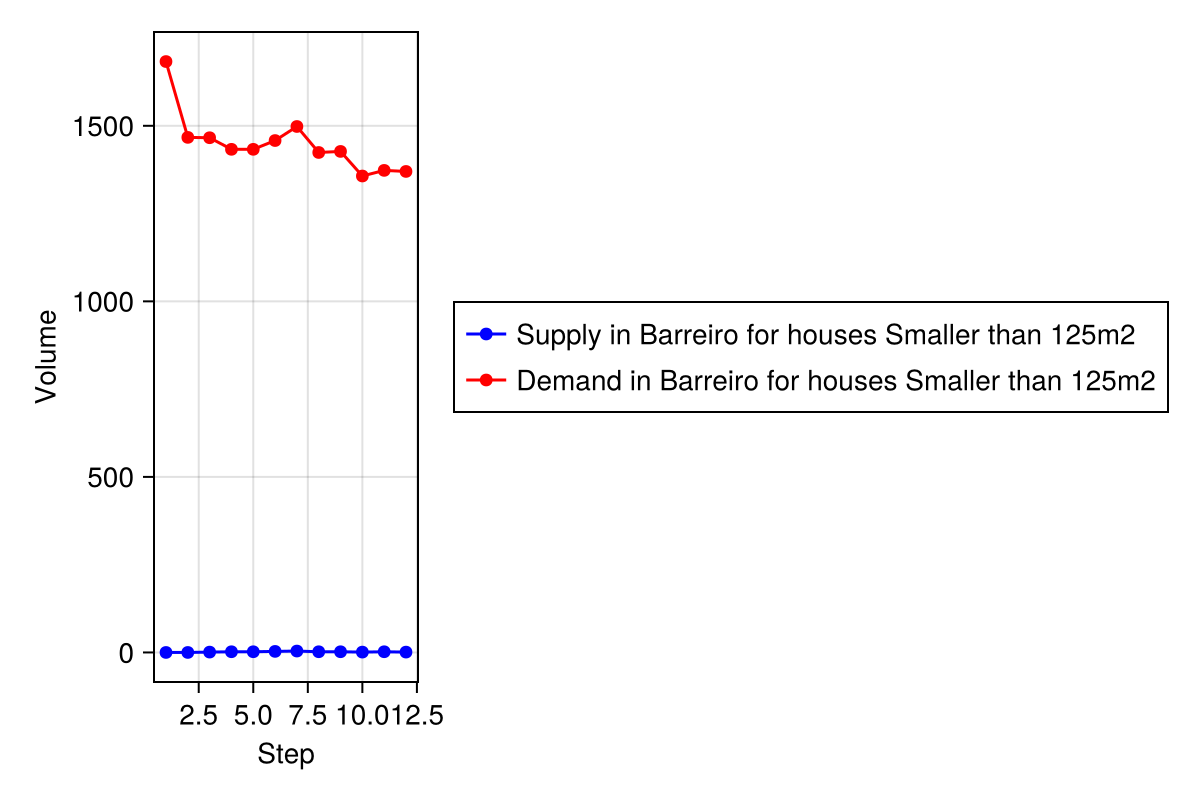 1500
1000
500
0
Volume
2.5 5.0 7.5 10.0 12.5
Step
Supply in Barreiro for houses Smaller than 125m2
Demand in Barreiro for houses Smaller than 125m2